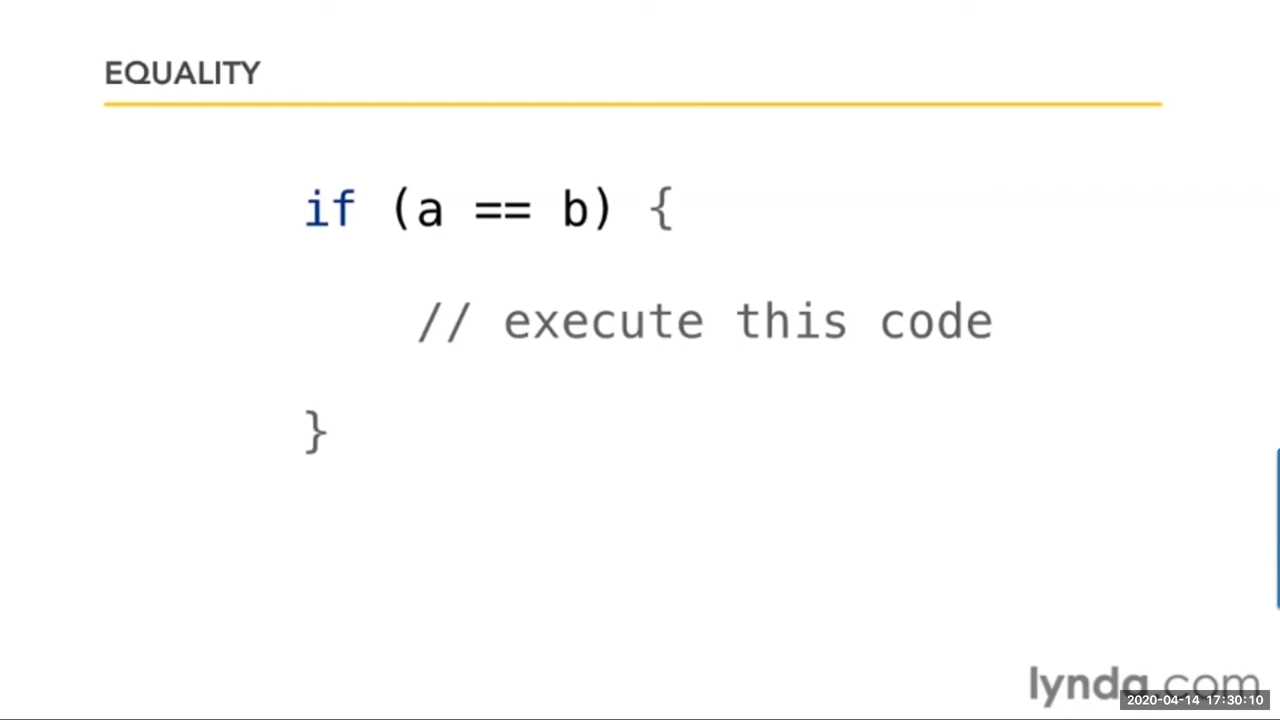 EQUALITY
if (a == b) {
// execute this code
}
lynda.com
2020-04-14 17:30:10